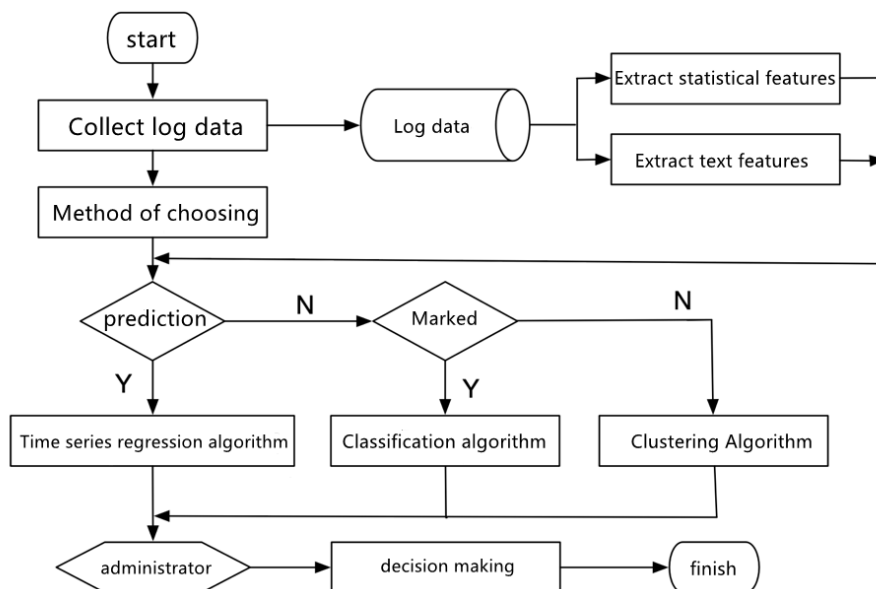 start
Collect log data
Log data
Extract statistical features
Extract text features
Method of choosing
prediction
N
Marked
N
Y
Y
Time series regression algorithm
Classification algorithm
Clustering Algorithm
administrator
decision making
finish